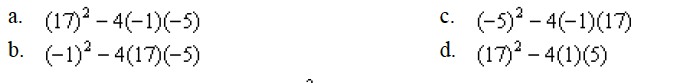 a. (17)² – 4(–1)(–5)
b. (–1)² – 4(17)(–5)
c. (–5)² – 4(–1)(17)
d. (17)² – 4(1)(5)